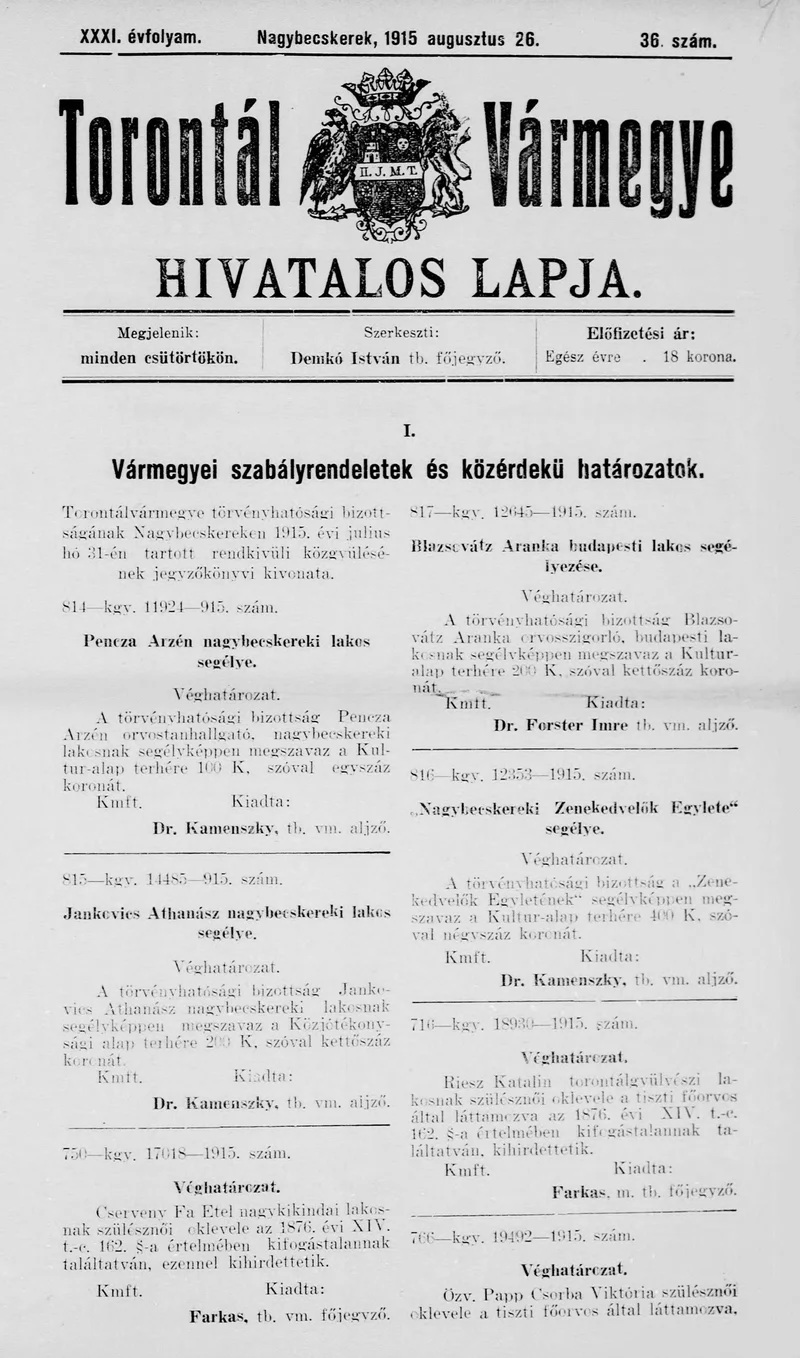 XXXI. évfolyam. Nagybecskerek, 1915 augusztus 26. 36. szám.
Torontál Vármegye
II. J. M. T.
HIVATALOS LAPJA.
Megjelenik:
minden csütörtökön.
Szerkeszti:
Demkó István tb. főjegyző.
Előfizetési ár:
Egész évre . 18 korona.
I.
Vármegyei szabályrendeletek és közérdekü határozatok.
Torontálvármegye törvényhatósági bizott-
ságának Nagybecskereken 1915. évi julius
hó 31-én tartott rendkivüli közgyülésé-
nek jegyzőkönyvi kivonata.
814—kgy. 11924—915. szám.
Pencza Arzén nagybecskereki lakos
segélye.
Véghatározat.
A törvényhatósági bizottság Pencza
Arzén orvostanhallgató, nagybecskereki
lakosnak segélyképpen megszavaz a Kul-
tur-alap terhére 100 K, szóval egyszáz
koronát.
Kmft. Kiadta:
Dr. Kamenszky, tb. vm. aljző.
815—kgy. 14485—915. szám.
Jankovics Athanász nagybecskereki lakos
segélye.
Véghatározat.
A törvényhatósági bizottság Janko-
vics Athanász nagybecskereki lakosnak
segélyképpen megszavaz a Közjótékony-
sági alap terhére 200 K, szóval kettőszáz
koronát.
Kmft. Kiadta:
Dr. Kamenszky, tb. vm. aljző.
750—kgy. 17618—1915. szám.
Véghatározat.
Cserveny Fa Etel nagykikindai lakos-
nak szülésznői oklevele az 1876. évi XIV.
t.-c. 162. §-a értelmében kifogástalannak
találtatván, ezennel kihirdettetik.
Kmft. Kiadta:
Farkas, tb. vm. főjegyző.
817—kgy. 12645—1915. szám.
Blazsovátz Aranka budapesti lakos segé-
lyezése.
Véghatározat.
A törvényhatósági bizottság Blazso-
vátz Aranka orvosszigorló, budapesti la-
kosnak segélyképpen megszavaz a Kultur-
alap terhére 200 K, szóval kettőszáz koro-
nát.
Kmft. Kiadta:
Dr. Forster Imre tb. vm. aljző.
816—kgy. 12353—1915. szám.
„Nagybecskereki Zenekedvelők Egylete“
segélye.
Véghatározat.
A törvényhatósági bizottság a „Zene-
kedvelők Egyletének“ segélyképpen meg-
szavaz a Kultur-alap terhére 400 K, szó-
val négyszáz koronát.
Kmft. Kiadta:
Dr. Kamenszky, tb. vm. aljző.
716—kgy. 18930—1915. szám.
Véghatározat.
Riesz Katalin torontálgyülvészi la-
kosnak szülésznői oklevele a tiszti főorvos
által láttamozva az 1876. évi XIV. t.-c.
162. §-a értelmében kifogástalannak ta-
láltatván, kihirdettetik.
Kmft. Kiadta:
Farkas, m. tb. főjegyző.
766—kgy. 19492—1915. szám.
Véghatározat.
Özv. Papp Csorba Viktória szülésznői
oklevele a tiszti főorvos által láttamozva,